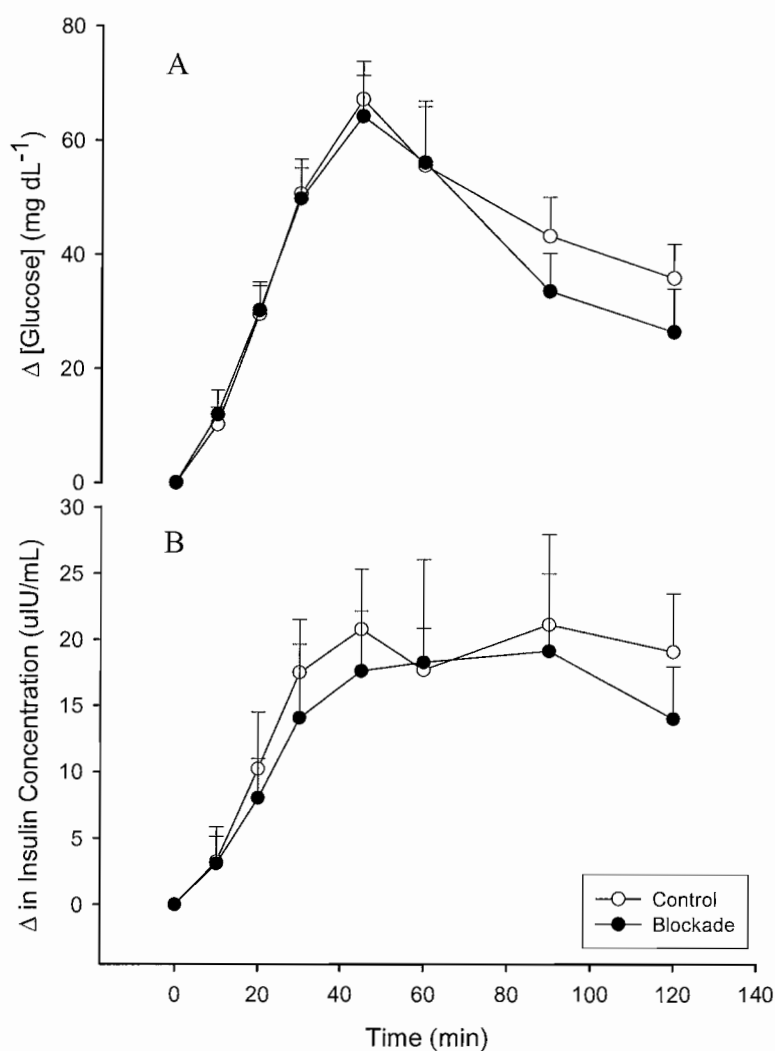 A
Δ [Glucose] (mg dL-1)
80
60
40
20
0
B
Δ in Insulin Concentration (uIU/mL)
30
25
20
15
10
5
0
Control
Blockade
0 20 40 60 80 100 120 140
Time (min)